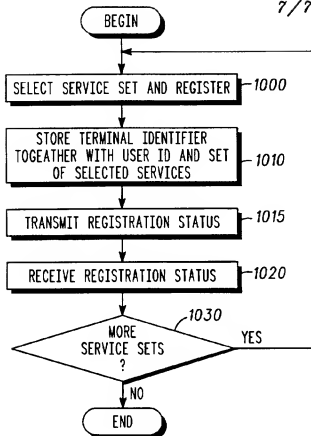 7/7
BEGIN
SELECT SERVICE SET AND REGISTER
1000
STORE TERMINAL IDENTIFIER
TOGEATHER WITH USER ID AND SET
OF SELECTED SERVICES
1010
TRANSMIT REGISTRATION STATUS
1015
RECEIVE REGISTRATION STATUS
1020
1030
MORE
SERVICE SETS
?
YES
NO
END